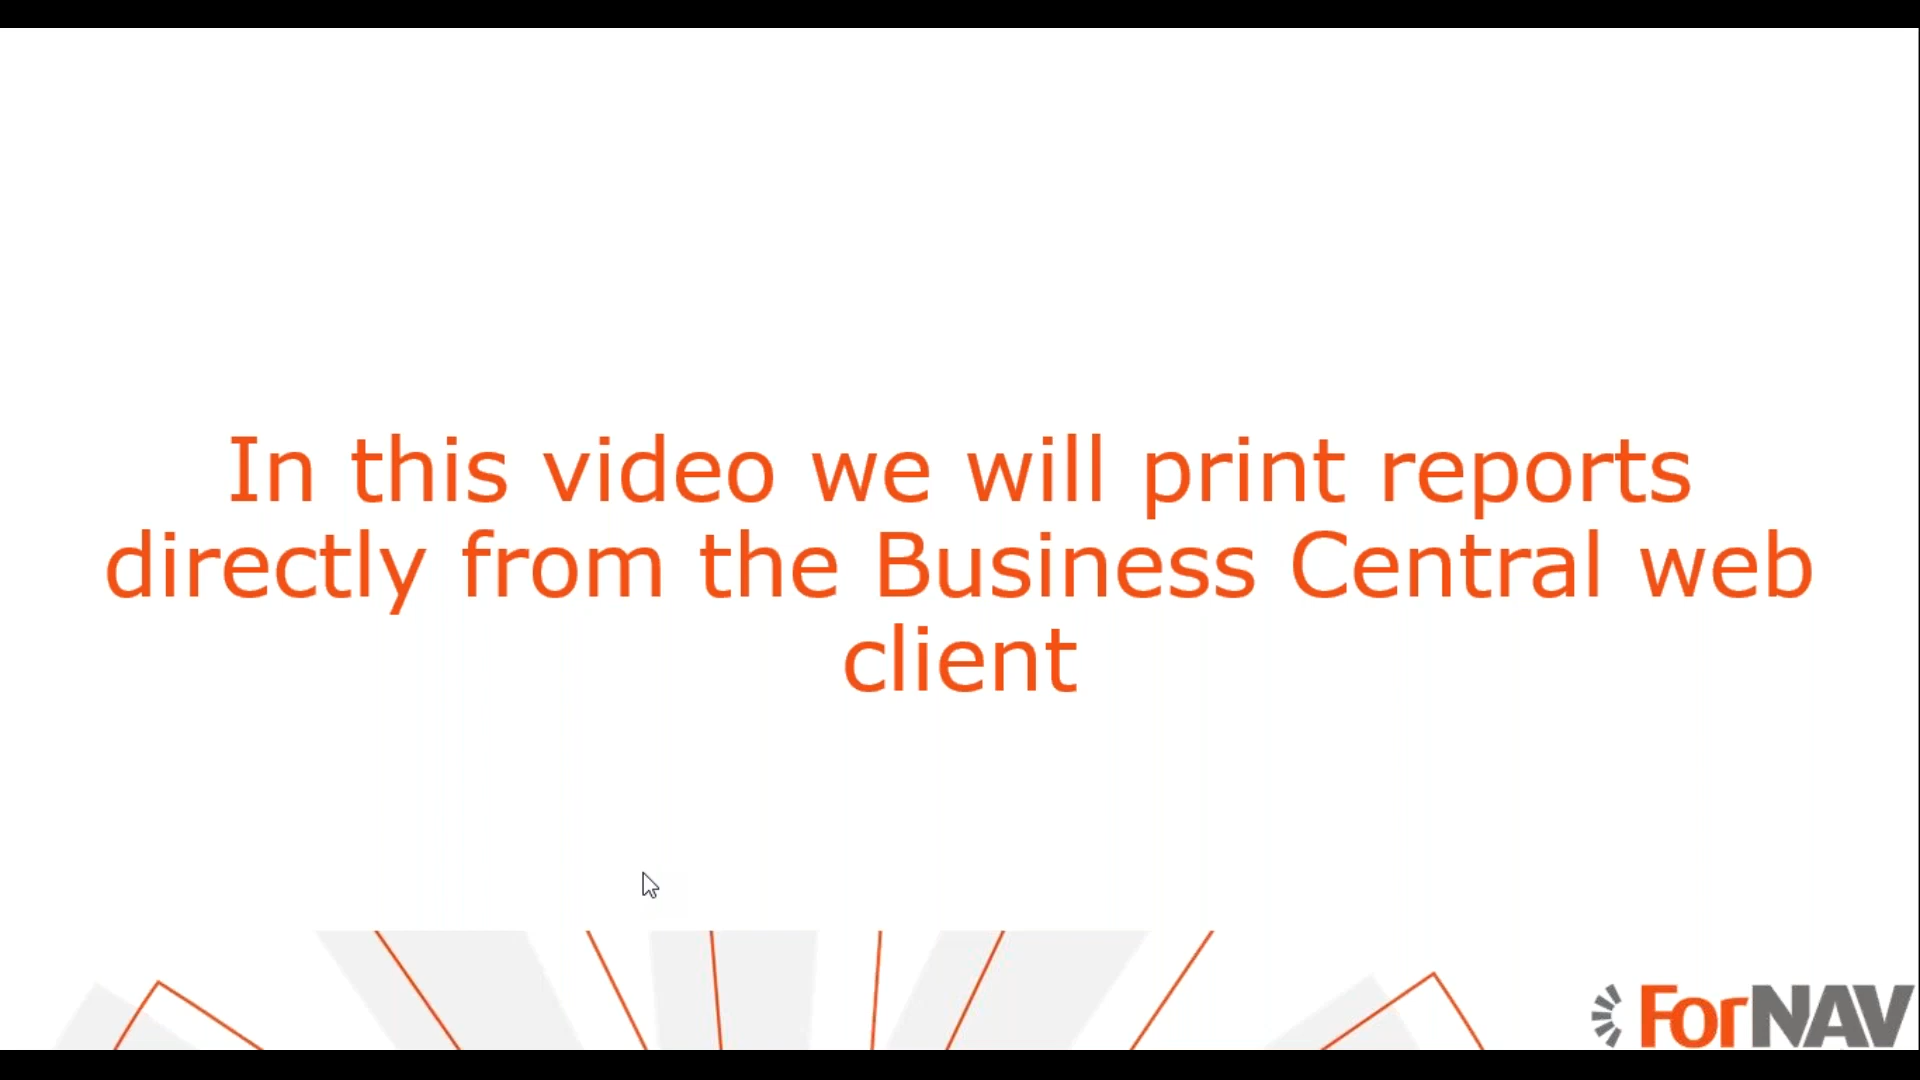 In this video we will print reports
directly from the Business Central web
client
ForNAV